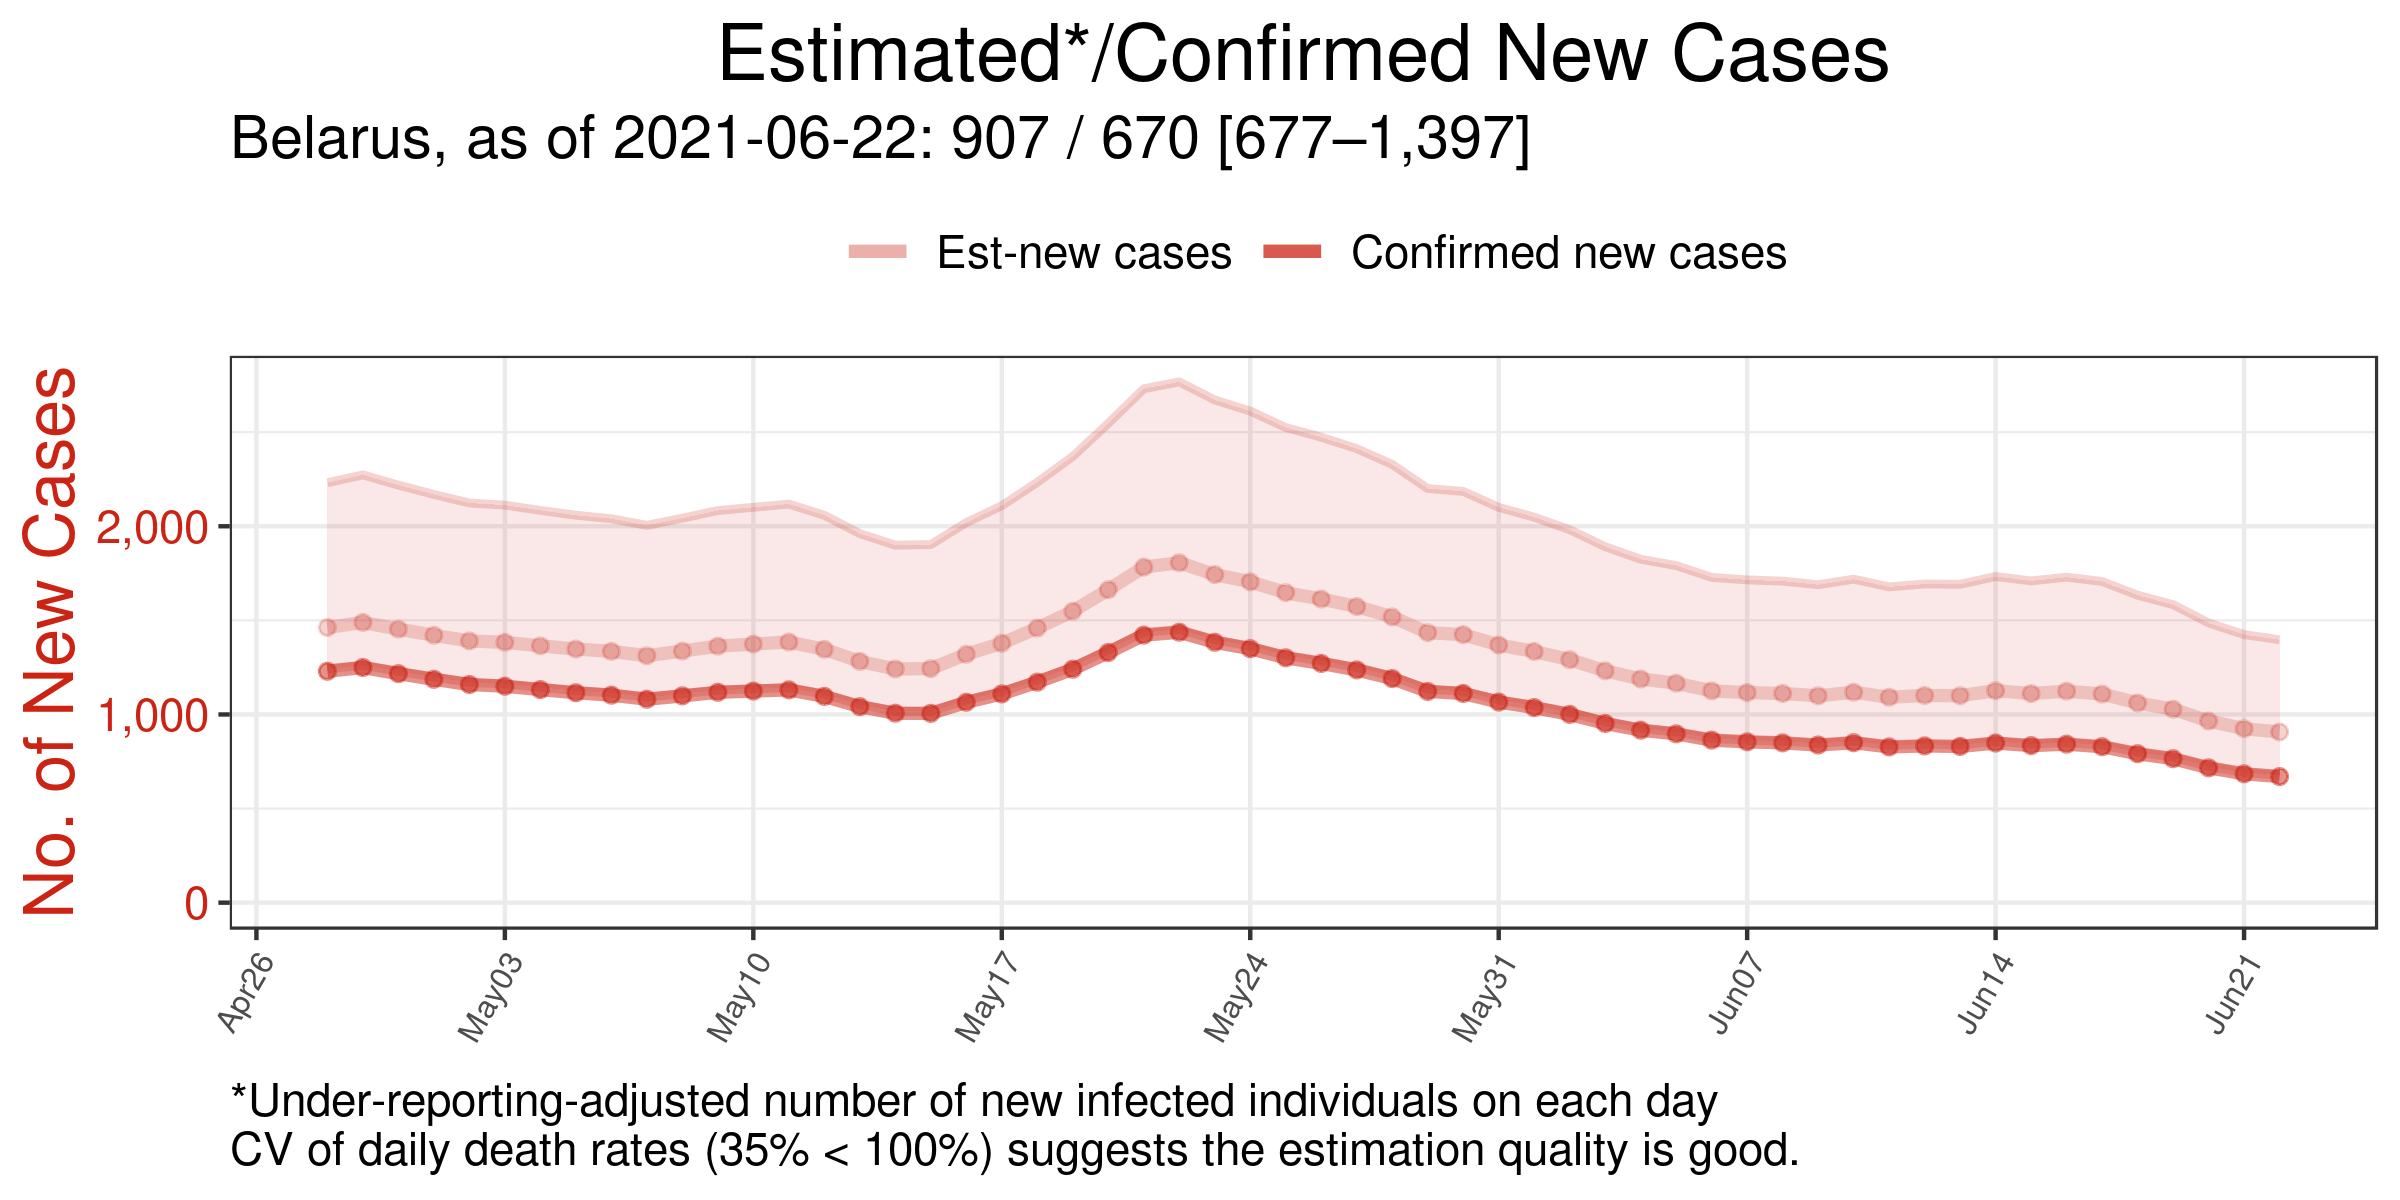 Estimated*/Confirmed New Cases
Belarus, as of 2021-06-22: 907 / 670 [677–1,397]
Est-new cases
Confirmed new cases
No. of New Cases
2,000
1,000
0
Apr26
May03
May10
May17
May24
May31
Jun07
Jun14
Jun21
*Under-reporting-adjusted number of new infected individuals on each day
CV of daily death rates (35% < 100%) suggests the estimation quality is good.